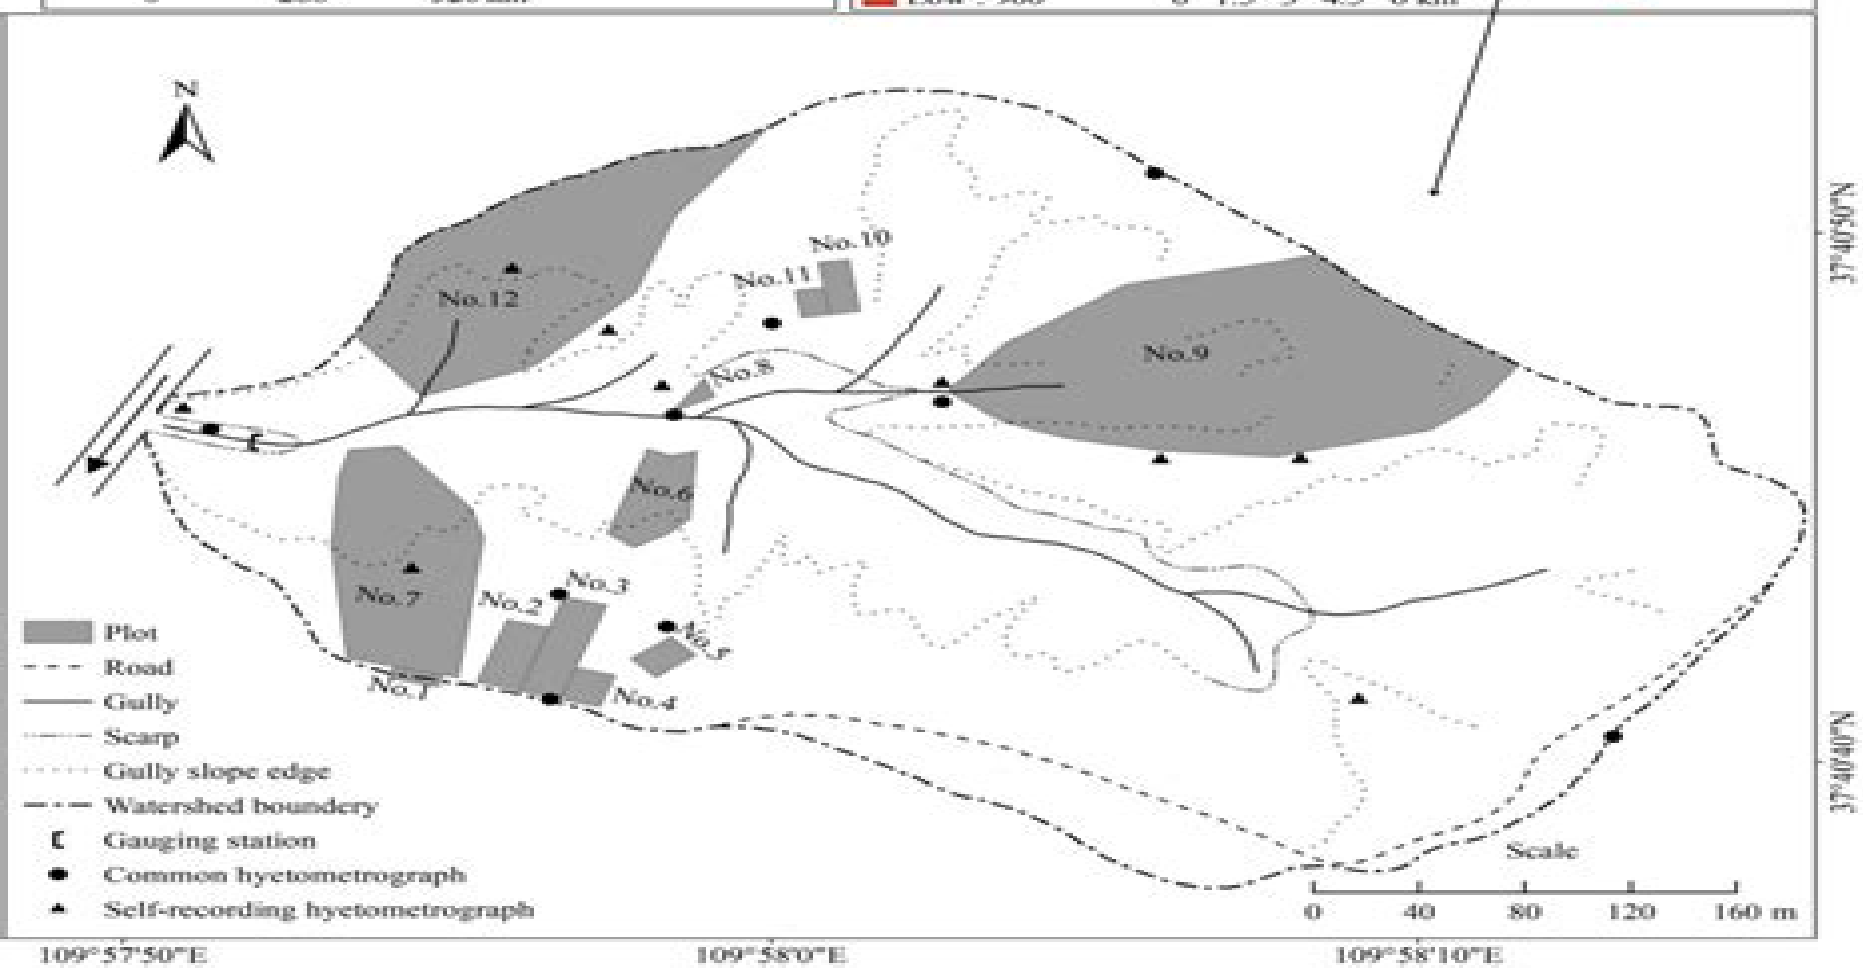 N
No.10
No.11
No.12
No.9
No.8
No.6
No.3
No.7
No.2
No.5
No.1
No.4
Plot
Road
Gully
Scarp
Gully slope edge
Watershed boundery
Gauging station
Common hyetometrograph
Self-recording hyetometrograph
Scale
0 40 80 120 160 m
37°40'50"N
37°40'40"N
109°57'50"E 109°58'0"E 109°58'10"E